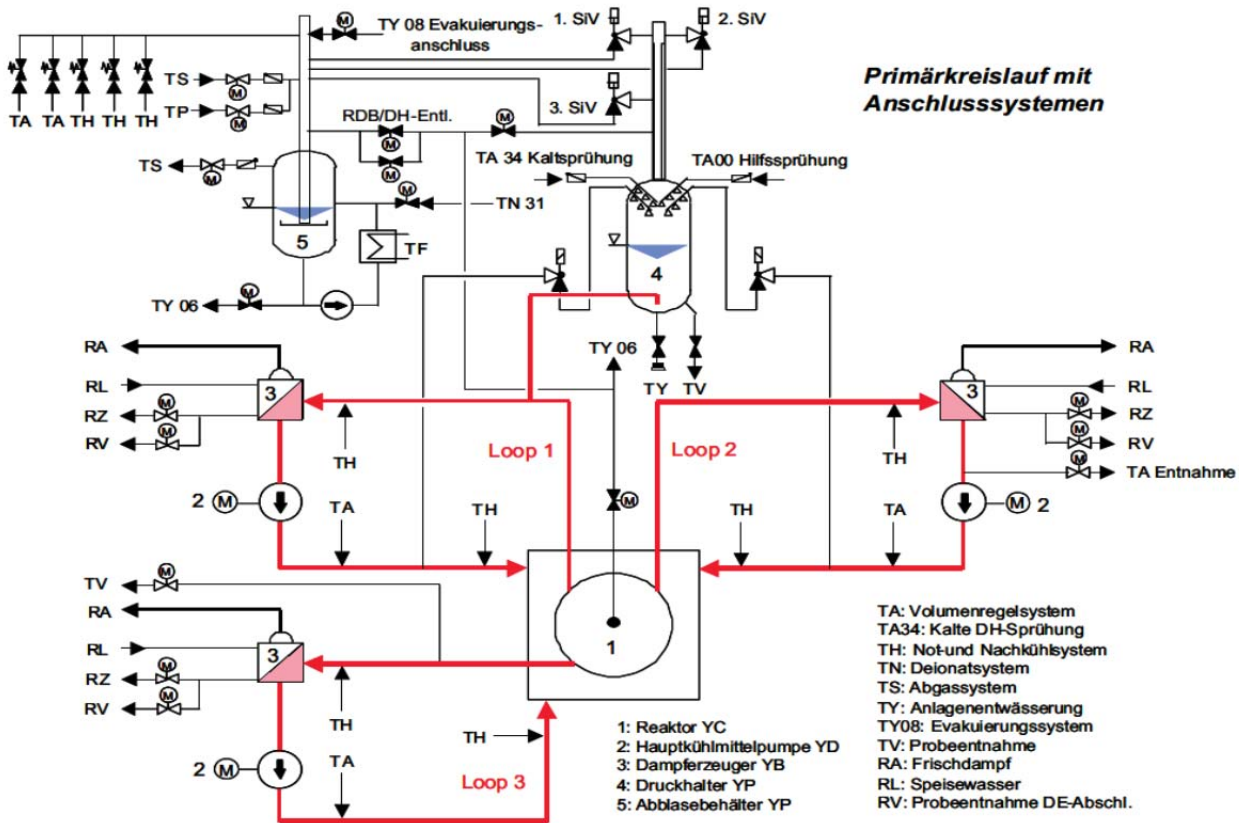 TY 08 Evakuierungs-
anschluss
1. SiV
2. SiV
Primärkreislauf mit
Anschlusssystemen
M
TS
M
TP
M
3. SiV
TA
TA
TH
TH
TH
RDB/DH-Entl.
M
M
M
TS
M
TA 34 Kaltsprühung
TA00 Hilfssprühung
M
TN 31
5
TF
4
TY 06
M
TY 06
TY
TV
RA
RL
RZ
M
RV
M
3
TH
Loop 1
Loop 2
RA
RL
3
M
RZ
M
RV
M
TA Entnahme
TH
2
M
TA
TH
M
TH
TA
M
2
TV
M
RA
RL
RZ
M
RV
M
3
TH
1
2
M
TA
TH
Loop 3
1: Reaktor YC
2: Hauptkühlmittelpumpe YD
3: Dampferzeuger YB
4: Druckhalter YP
5: Abblasebehälter YP
TA: Volumenregelsystem
TA34: Kalte DH-Sprühung
TH: Not-und Nachkühlsystem
TN: Deionatsystem
TS: Abgassystem
TY: Anlagenentwässerung
TY08: Evakuierungssystem
TV: Probeentnahme
RA: Frischdampf
RL: Speisewasser
RV: Probeentnahme DE-Abschl.